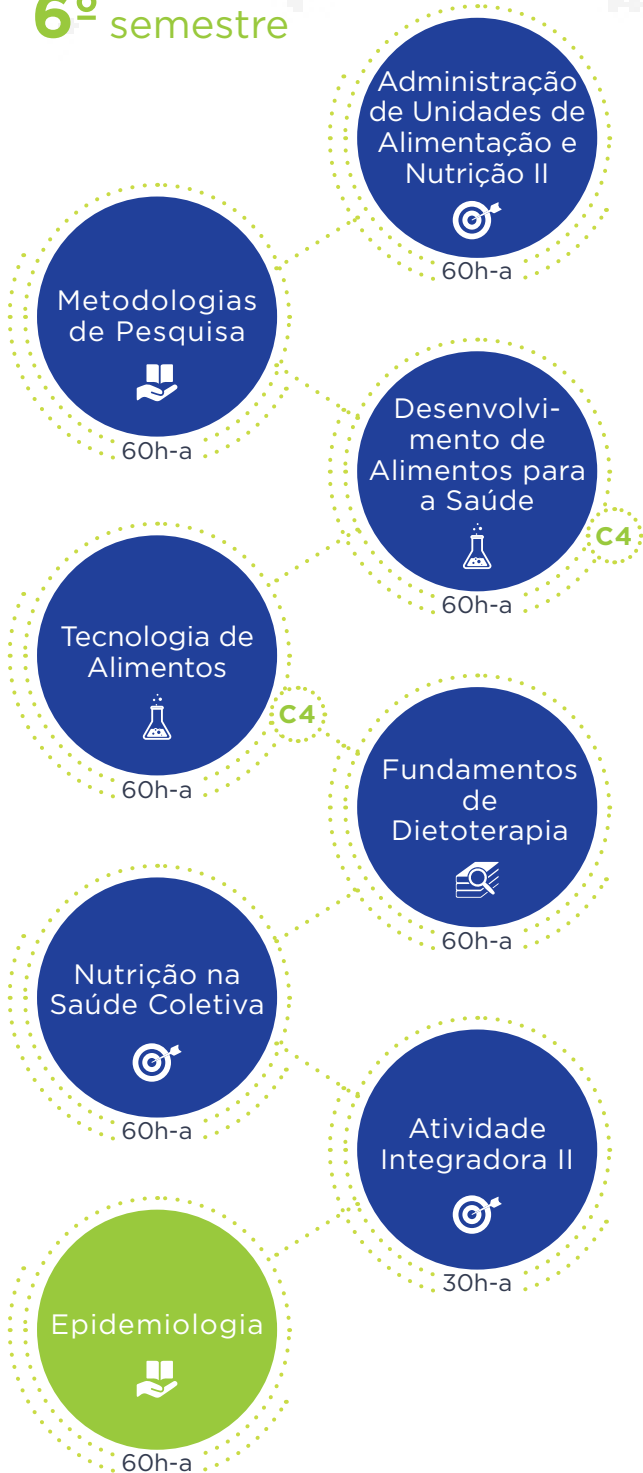 6º semestre
Administração
de Unidades de
Alimentação e
Nutrição II
60h-a
Metodologias
de Pesquisa
60h-a
Desenvolvi-
mento de
Alimentos para
a Saúde
C4
60h-a
Tecnologia de
Alimentos
C4
60h-a
Fundamentos
de
Dietoterapia
60h-a
Nutrição na
Saúde Coletiva
60h-a
Atividade
Integradora II
30h-a
Epidemiologia
60h-a